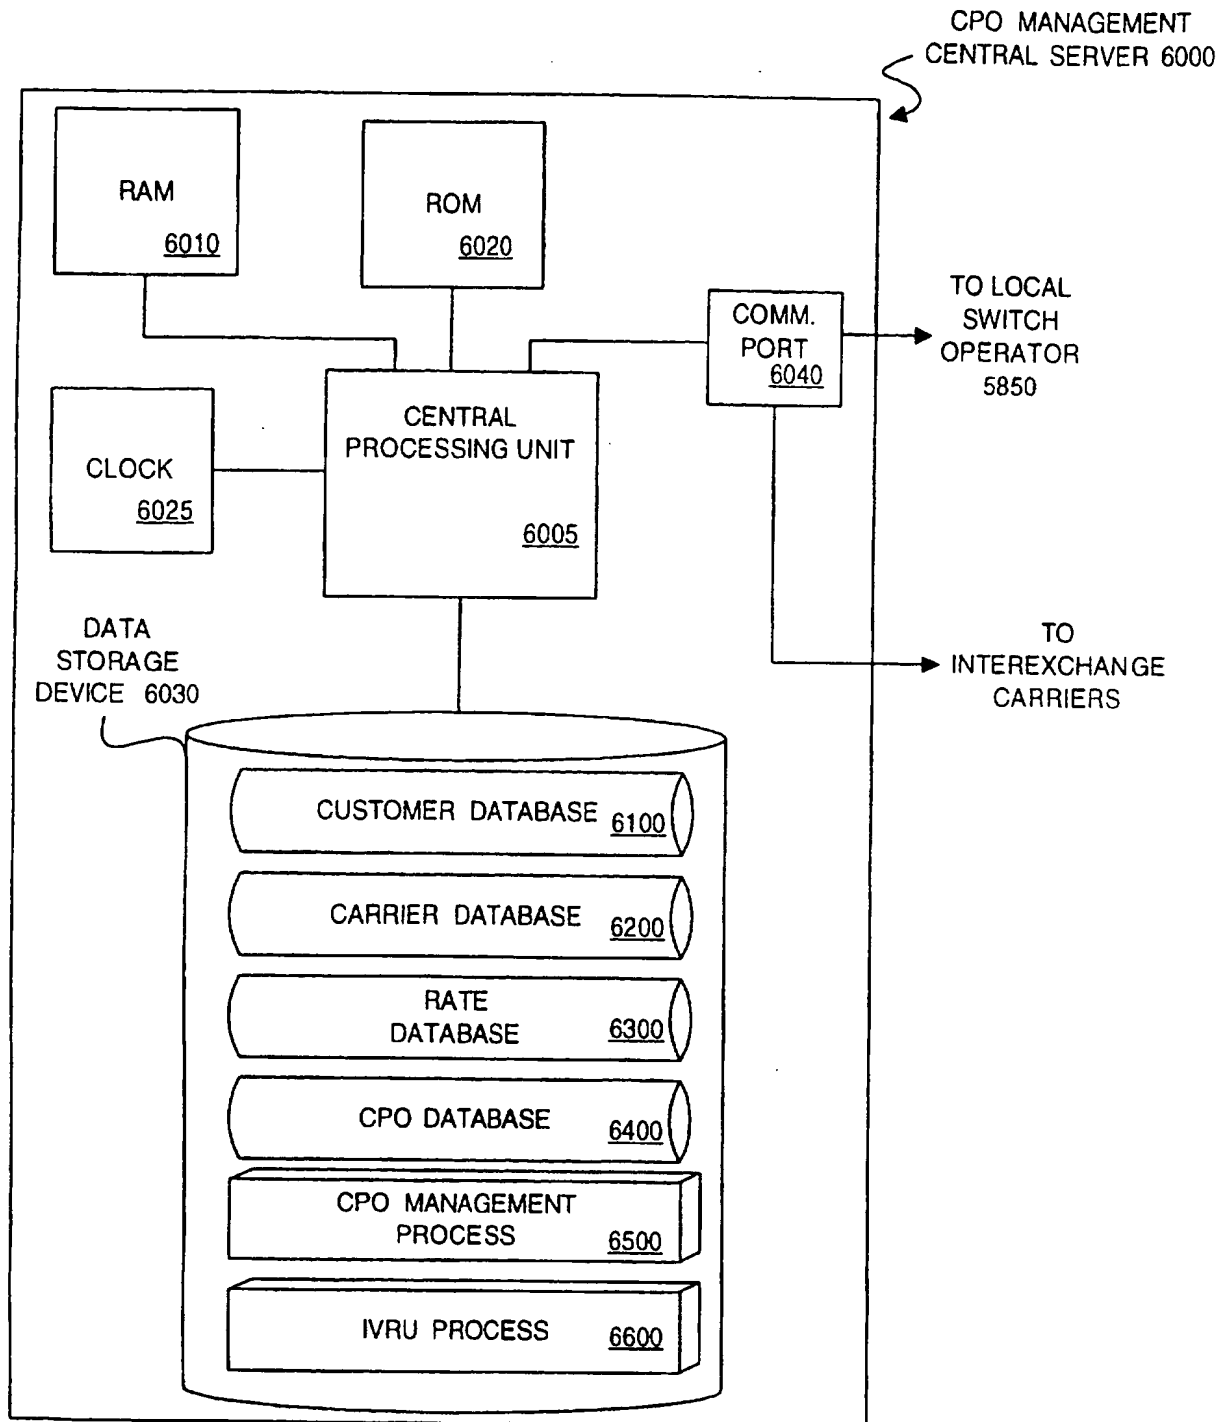 CPO MANAGEMENT
CENTRAL SERVER 6000
RAM
6010
ROM
6020
COMM.
PORT
6040
TO LOCAL
SWITCH
OPERATOR
5850
CENTRAL
PROCESSING UNIT
6005
CLOCK
6025
DATA
STORAGE
DEVICE 6030
TO
INTEREXCHANGE
CARRIERS
CUSTOMER DATABASE 6100
CARRIER DATABASE 6200
RATE
DATABASE 6300
CPO DATABASE 6400
CPO MANAGEMENT
PROCESS 6500
IVRU PROCESS 6600